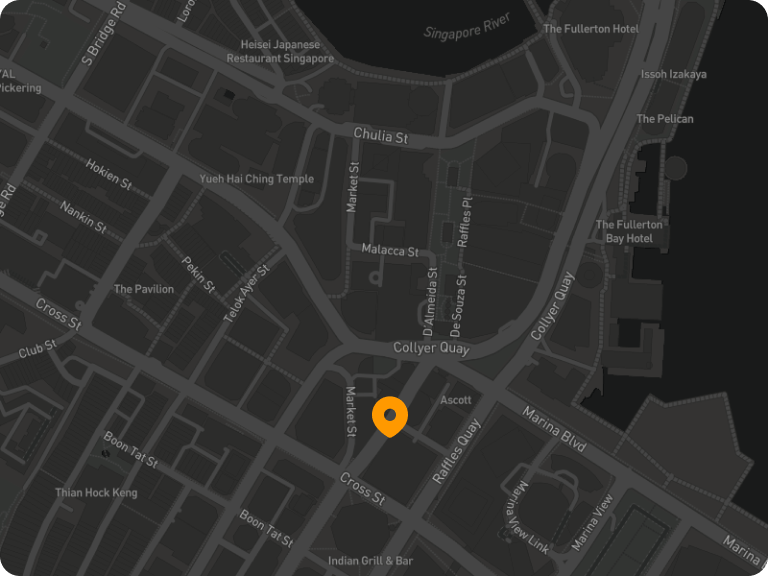 S Bridge Rd
Singapore River
The Fullerton Hotel
Heisei Japanese
Restaurant Singapore
Issoh Izakaya
Pickering
The Pelican
Chulia St
Hokien St
Yueh Hai Ching Temple
Market St
Nankin St
Raffles Pl
The Fullerton
Bay Hotel
Malacca St
Pekin St
The Pavilion
Telok Ayer St
D'Almeida St
De Souza St
Collyer Quay
Cross St
Club St
Collyer Quay
Market St
Ascott
Marina Blvd
Boon Tat St
Raffles Quay
Thian Hock Keng
Cross St
Marina View Link
Marina View
Boon Tat St
Marina
Indian Grill & Bar